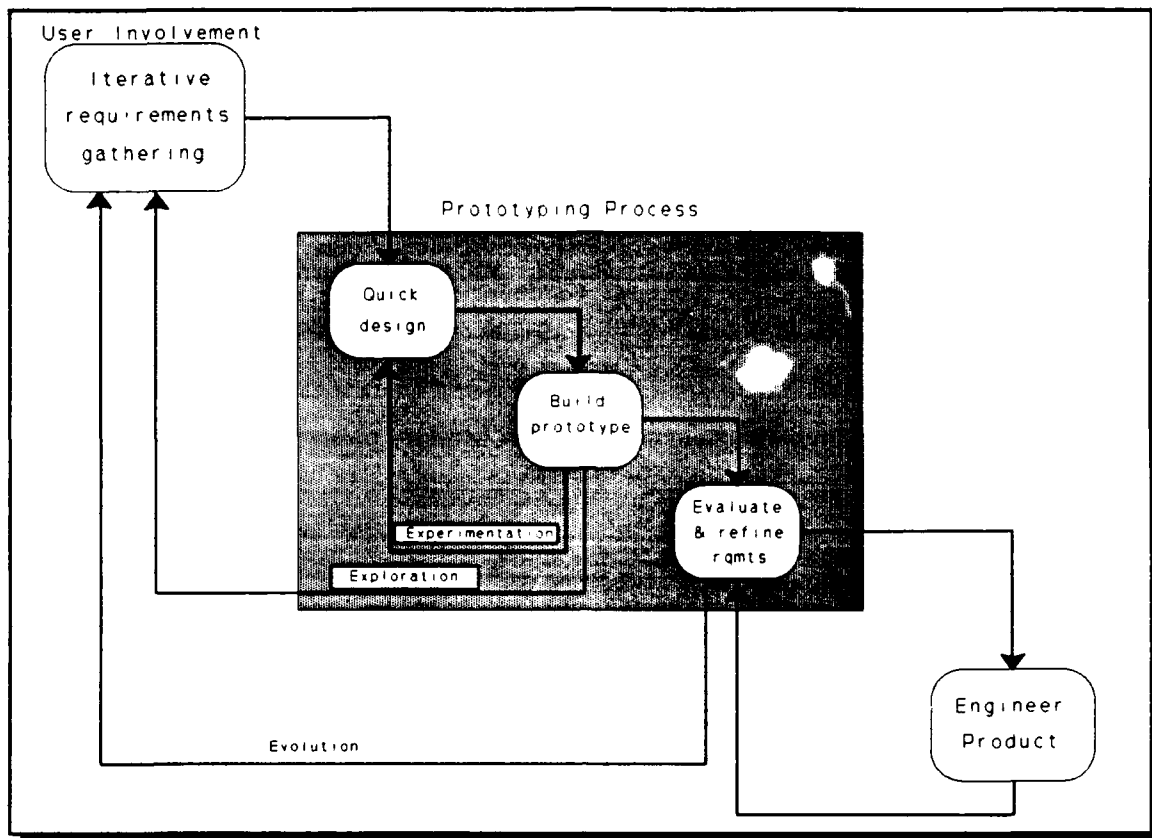 User Involvement
Iterative
requirements
gathering
Prototyping Process
Quick
design
Build
prototype
Evaluate
& refine
rqmts
Experimentation
Exploration
Engineer
Product
Evolution